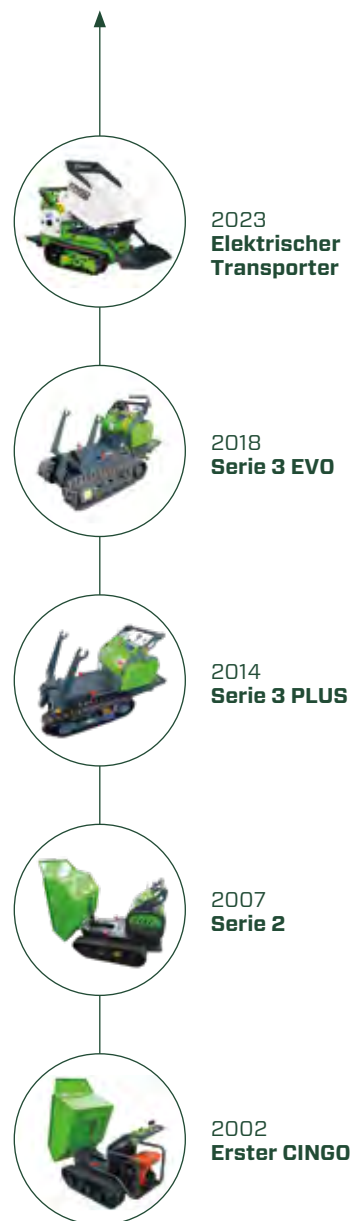 2023
Elektrischer
Transporter
2018
Serie 3 EVO
2014
Serie 3 PLUS
2007
Serie 2
2002
Erster CINGO